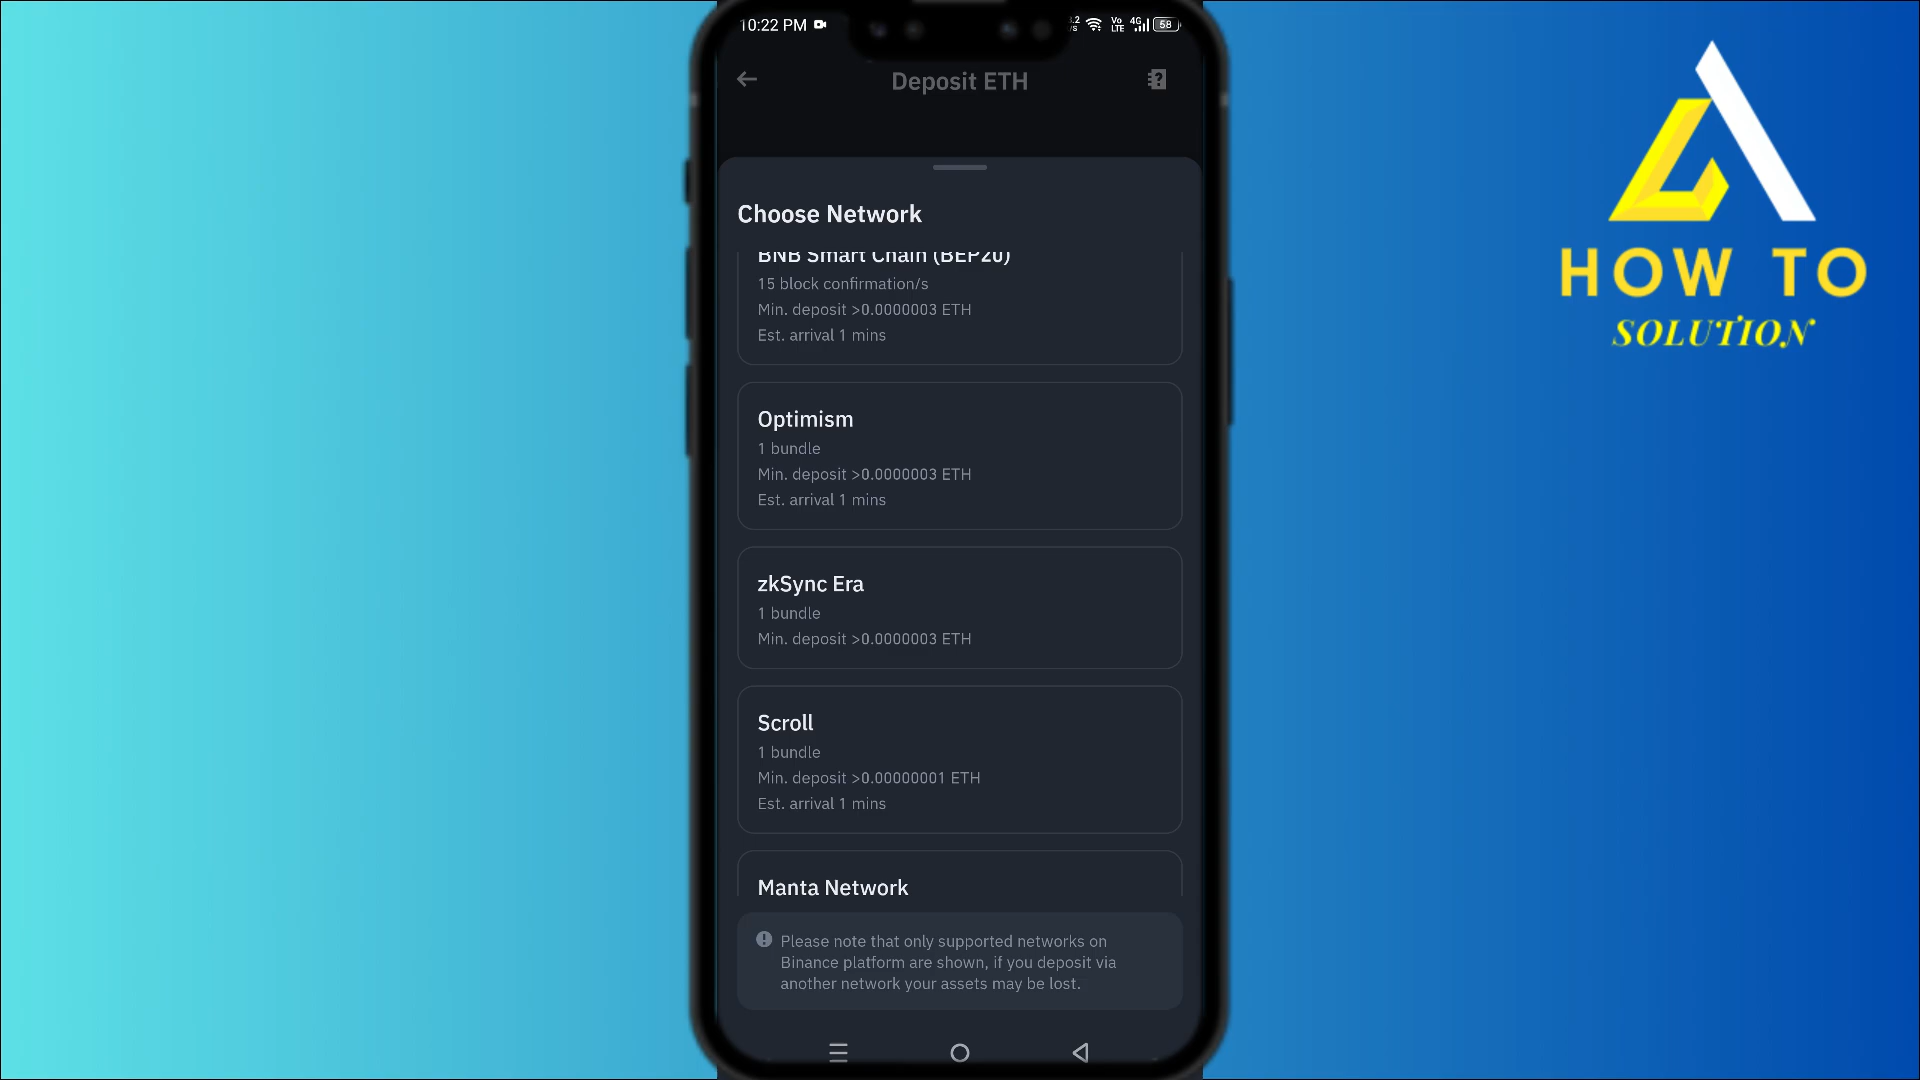 10:22 PM
Vo LTE 4G 58
Deposit ETH
Choose Network
BNB Smart Chain (BEP20)
15 block confirmation/s
Min. deposit >0.0000003 ETH
Est. arrival 1 mins
Optimism
1 bundle
Min. deposit >0.0000003 ETH
Est. arrival 1 mins
zkSync Era
1 bundle
Min. deposit >0.0000003 ETH
Scroll
1 bundle
Min. deposit >0.00000001 ETH
Est. arrival 1 mins
Manta Network
Please note that only supported networks on
Binance platform are shown, if you deposit via
another network your assets may be lost.
HOW TO
SOLUTION